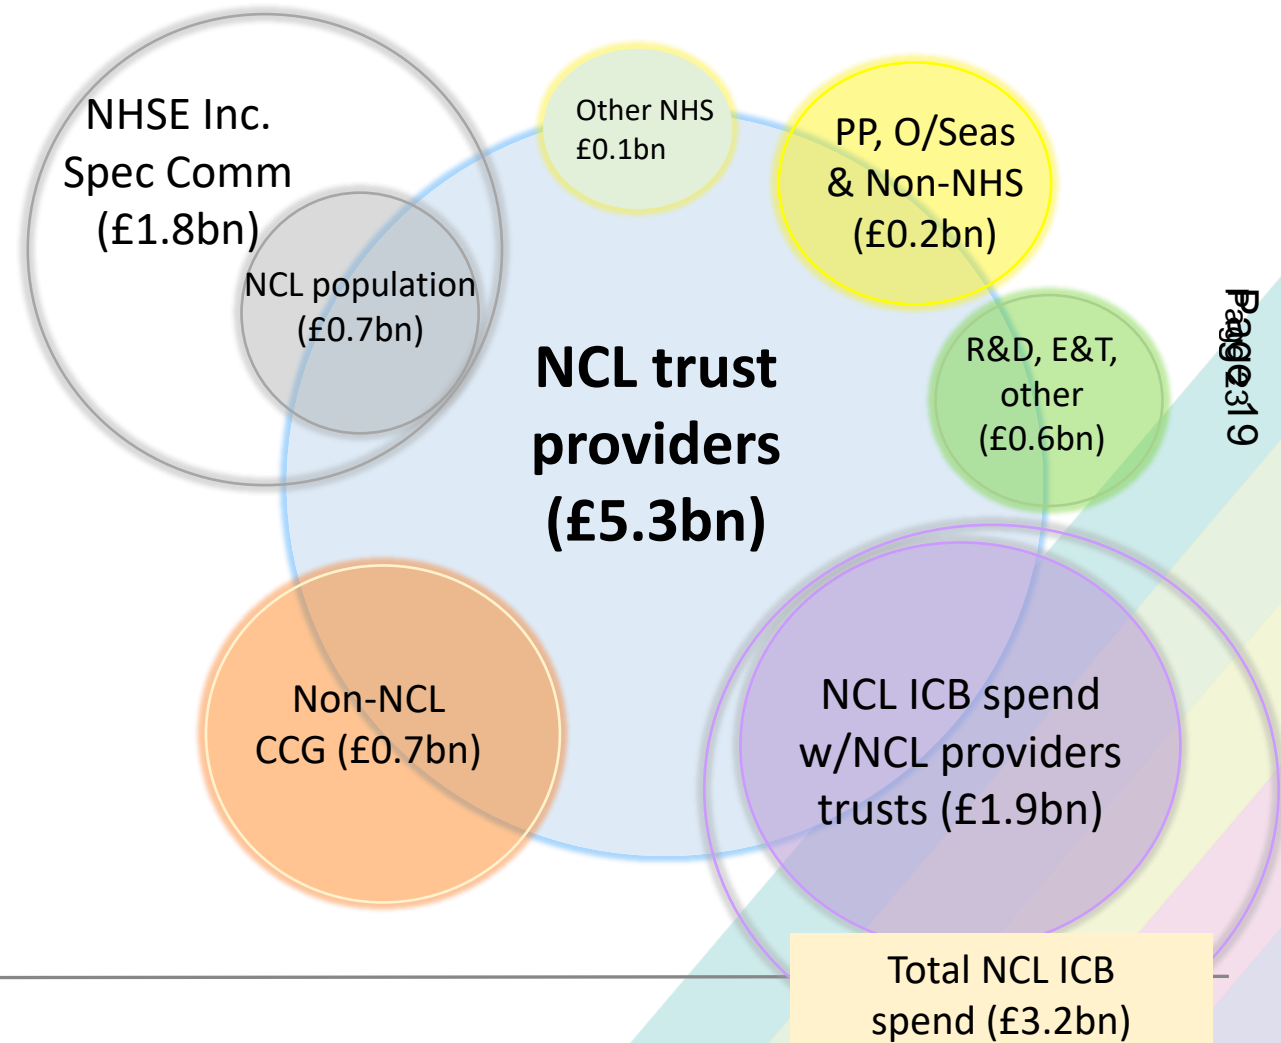 NHSE Inc.
Spec Comm
(£1.8bn)
NCL population
(£0.7bn)
Other NHS
£0.1bn
PP, O/Seas
& Non-NHS
(£0.2bn)
R&D, E&T,
other
(£0.6bn)
NCL trust
providers
(£5.3bn)
Non-NCL
CCG (£0.7bn)
NCL ICB spend
w/NCL providers
trusts (£1.9bn)
Total NCL ICB
spend (£3.2bn)
Page 19
Page 23